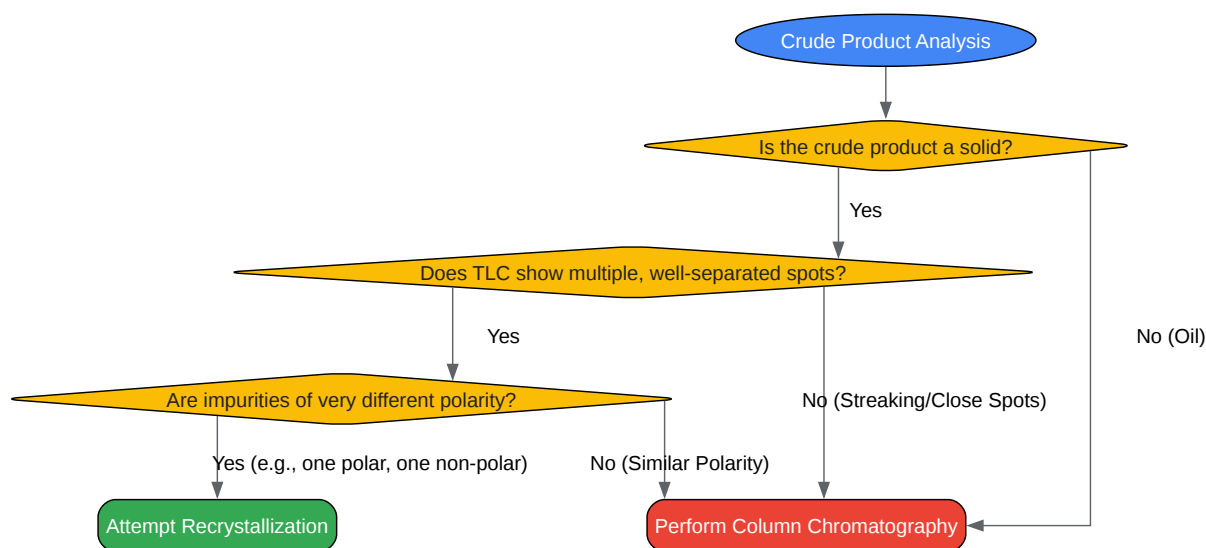 Crude Product Analysis
Is the crude product a solid?
Yes
Does TLC show multiple, well-separated spots?
Yes
No (Oil)
Are impurities of very different polarity?
No (Streaking/Close Spots)
Yes (e.g., one polar, one non-polar)
No (Similar Polarity)
Attempt Recrystallization
Perform Column Chromatography